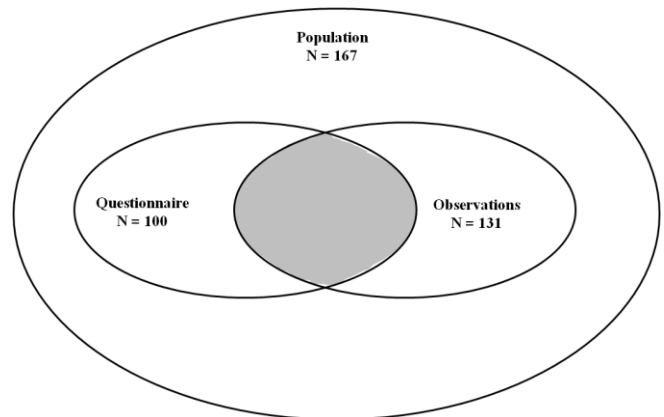 Population
N = 167
Questionnaire
N = 100
Observations
N = 131